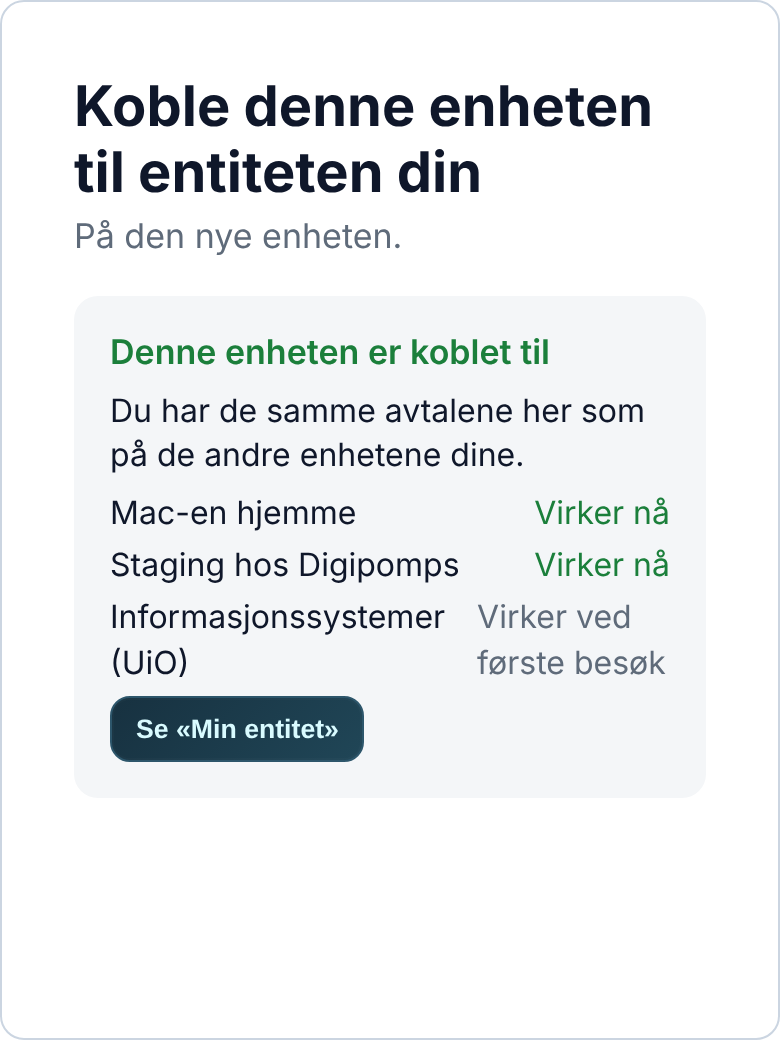 Koble denne enheten
til entiteten din
På den nye enheten.
Denne enheten er koblet til
Du har de samme avtalene her som
på de andre enhetene dine.
Mac-en hjemme Virker nå
Staging hos Digipomps Virker nå
Informasjonssystemer Virker ved
(UiO) første besøk
Se «Min entitet»